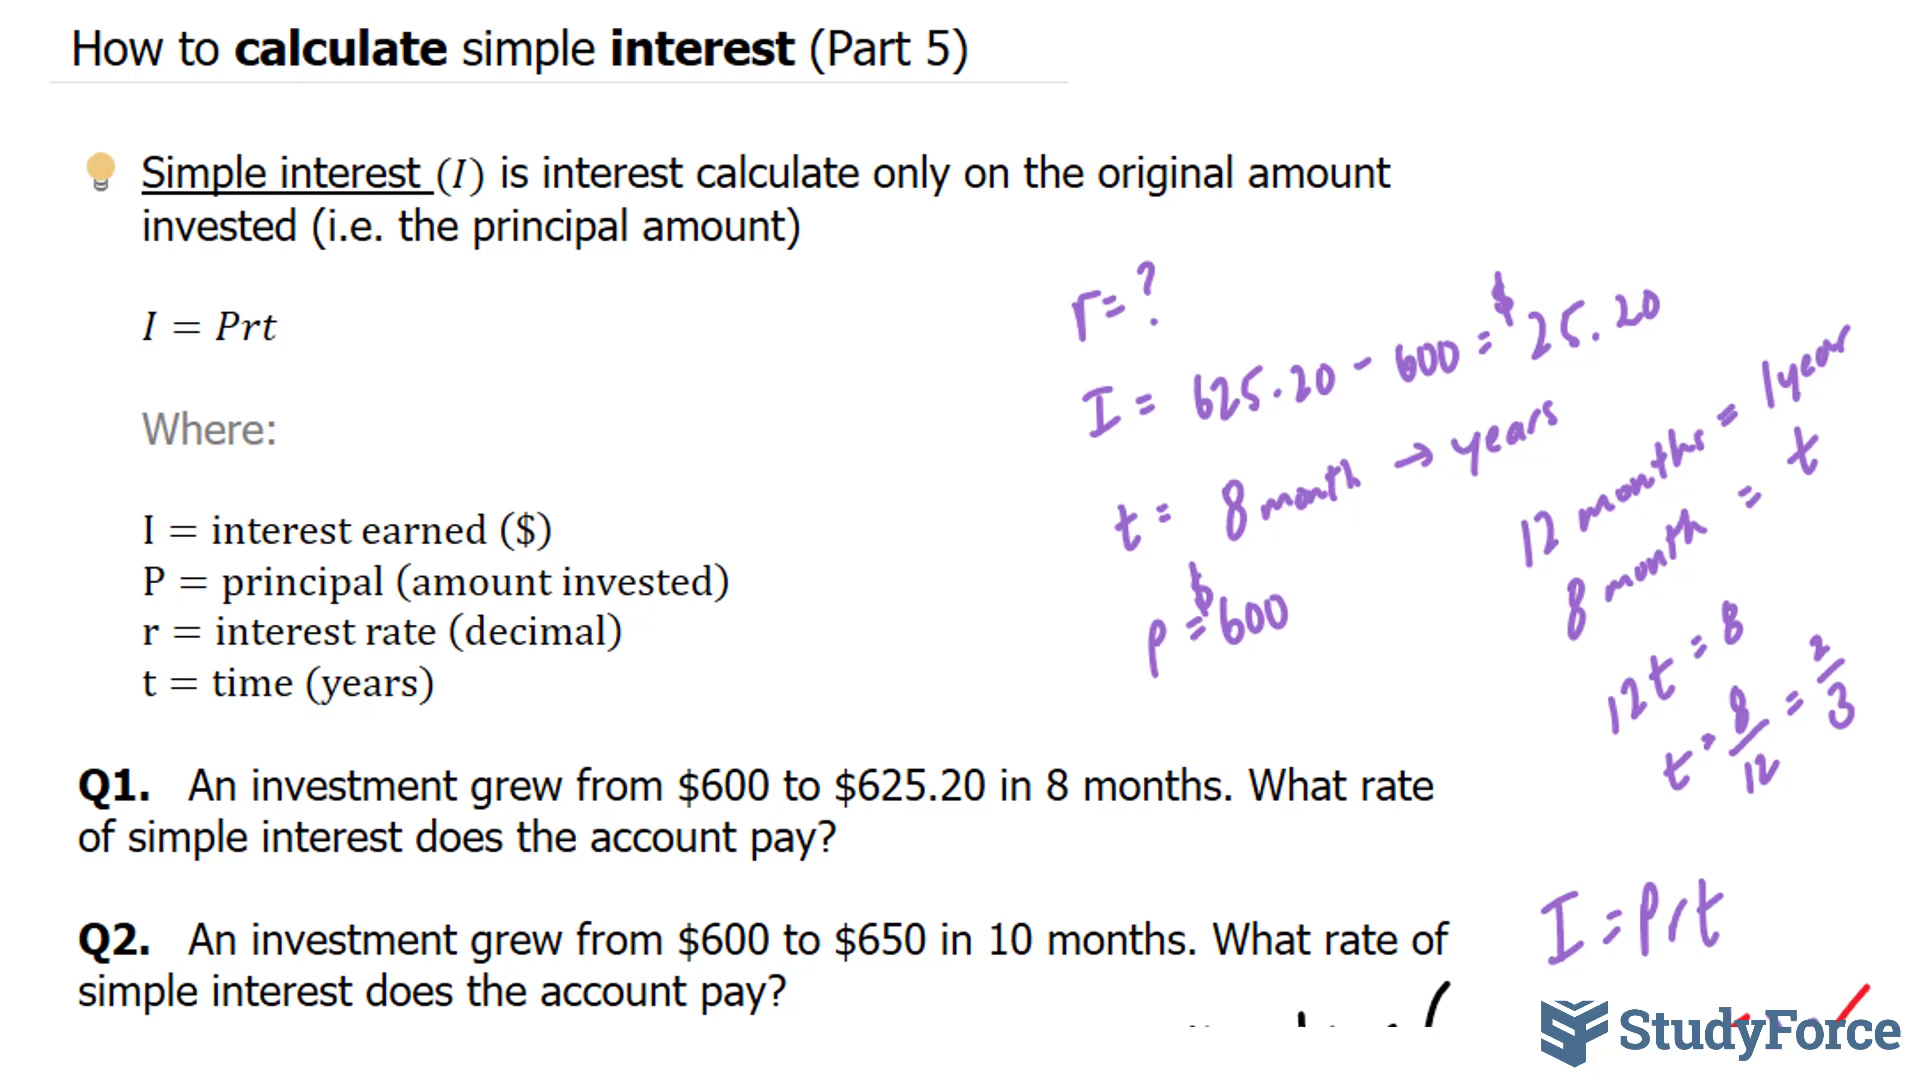 How to calculate simple interest (Part 5)
Simple interest (I) is interest calculate only on the original amount
invested (i.e. the principal amount)
I = Prt
Where:
I = interest earned ($)
P = principal (amount invested)
r = interest rate (decimal)
t = time (years)
r = ?
I = 625.20 - 600 = $25.20
t = 8 month → years
P = $600
12 months = 1 year
8 month = t
12t = 8
t = 8/12 = 2/3
Q1. An investment grew from $600 to $625.20 in 8 months. What rate
of simple interest does the account pay?
Q2. An investment grew from $600 to $650 in 10 months. What rate of
simple interest does the account pay?
I = Prt
StudyForce